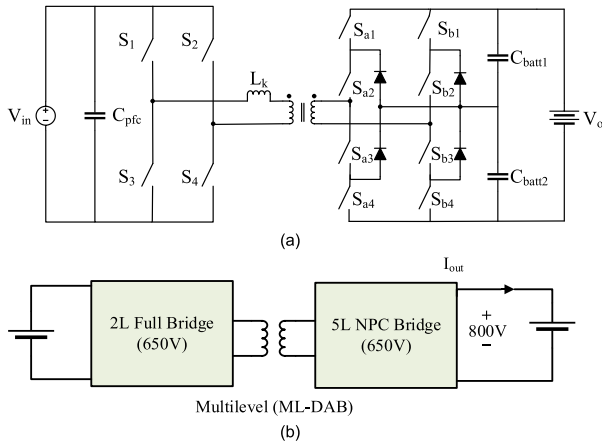 S1 S2 Sa1 Sb1
Cbatt1
Lk
Sa2 Sb2
Vin Cpfc Vo
Sa3 Sb3
S3 S4
Cbatt2
Sa4 Sb4
(a)
Iout
2L Full Bridge
(650V)
5L NPC Bridge
(650V)
+
800V
−
Multilevel (ML-DAB)
(b)